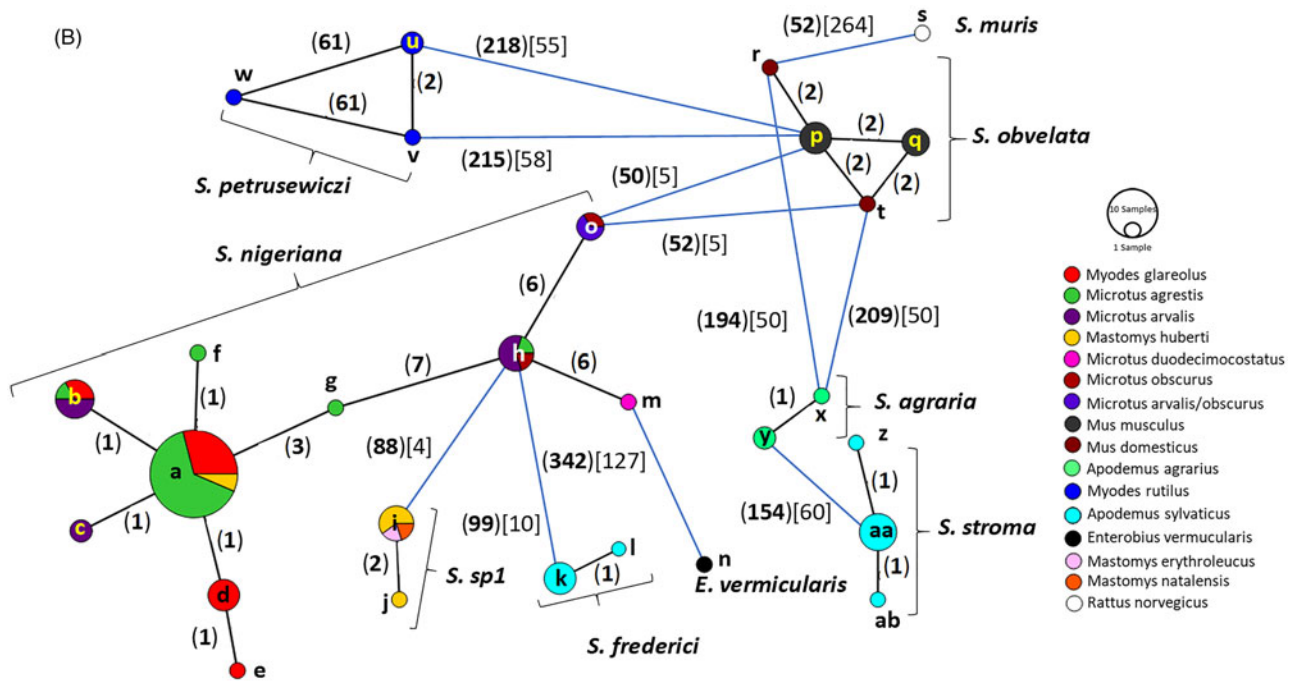 (B)
s
(52)[264]
S. muris
u
(61)
(218)[55]
r
w
(2)
(2)
(61)
(2)
p
q
S. obvelata
v
(2)
(2)
(215)[58]
S. petrusewiczi
(50)[5]
t
10 Samples
o
1 Sample
(52)[5]
S. nigeriana
Myodes glareolus
Microtus agrestis
Microtus arvalis
Mastomys huberti
Microtus duodecimocostatus
Microtus obscurus
Microtus arvalis/obscurus
Mus musculus
Mus domesticus
Apodemus agrarius
Myodes rutilus
Apodemus sylvaticus
Enterobius vermucularis
Mastomys erythroleucus
Mastomys natalensis
Rattus norvegicus
(6)
(194)[50]
(209)[50]
f
h
(7)
(6)
g
b
(1)
m
x
(1)
S. agraria
(1)
y
z
(3)
(88)[4]
a
(342)[127]
(1)
S. stroma
c
(1)
(154)[60]
i
(99)[10]
aa
(1)
l
n
(2)
S. sp1
k
(1)
E. vermicularis
(1)
d
j
ab
(1)
S. frederici
e